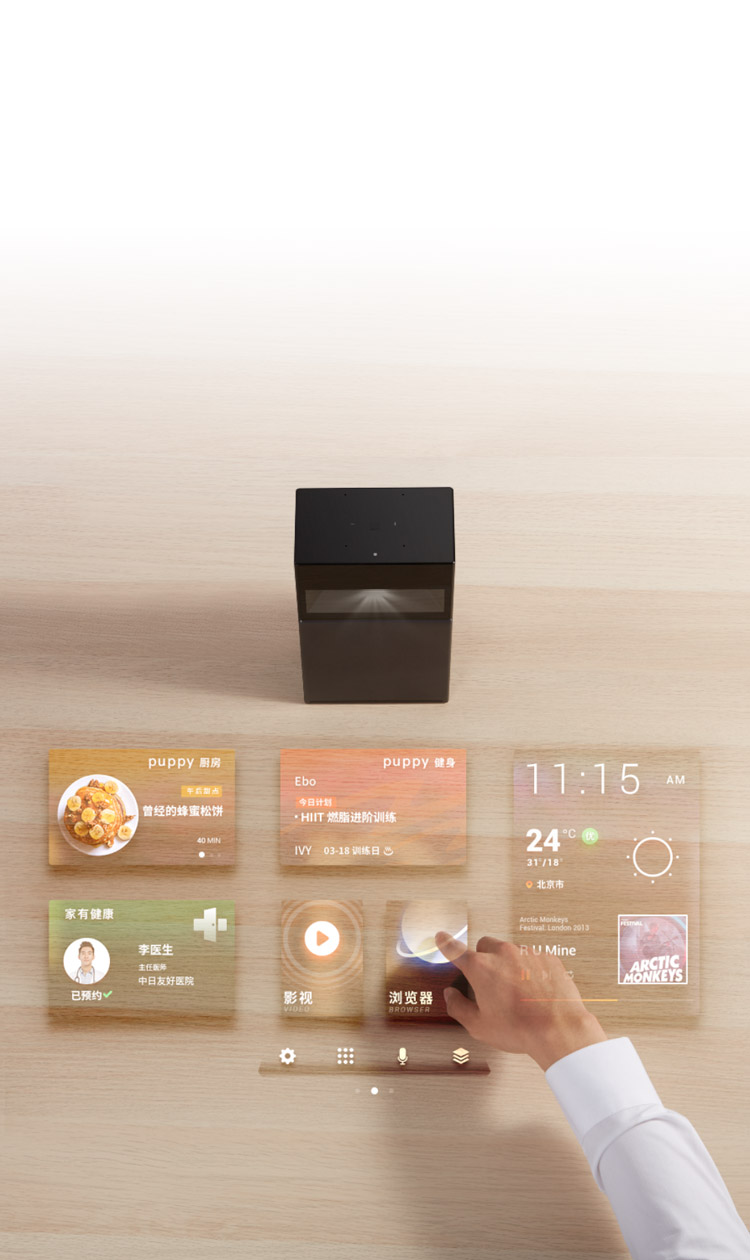 puppy 厨房
午后甜点
曾经的蜂蜜松饼
40 MIN
puppy 健身
Ebo
今日计划
·HIIT 燃脂进阶训练
IVY 03-18 训练日
11:15 AM
24 °C 优
31°/18°
北京市
Arctic Monkeys
Festival. London 2013
R U Mine
FESTIVAL
ARCTIC
MONKEYS
家有健康
李医生
主任医师
中日友好医院
已预约
影视
VIDEO
浏览器
BROWSER